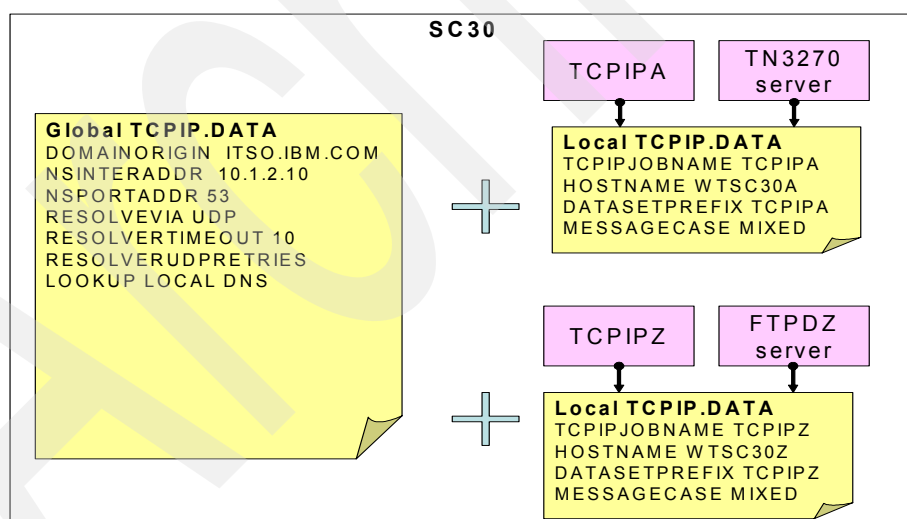 SC30
Global TCPIP.DATA
DOMAINORIGIN ITSO.IBM.COM
NSINTERADDR 10.1.2.10
NSPORTADDR 53
RESOLVEVIA UDP
RESOLVERTIMEOUT 10
RESOLVERUDPRETRIES
LOOKUP LOCAL DNS
TCPIPA
TN3270
server
Local TCPIP.DATA
TCPIPJOBNAME TCPIPA
HOSTNAME WTSC30A
DATASETPREFIX TCPIPA
MESSAGECASE MIXED
TCPIPZ
FTPDZ
server
Local TCPIP.DATA
TCPIPJOBNAME TCPIPZ
HOSTNAME WTSC30Z
DATASETPREFIX TCPIPZ
MESSAGECASE MIXED